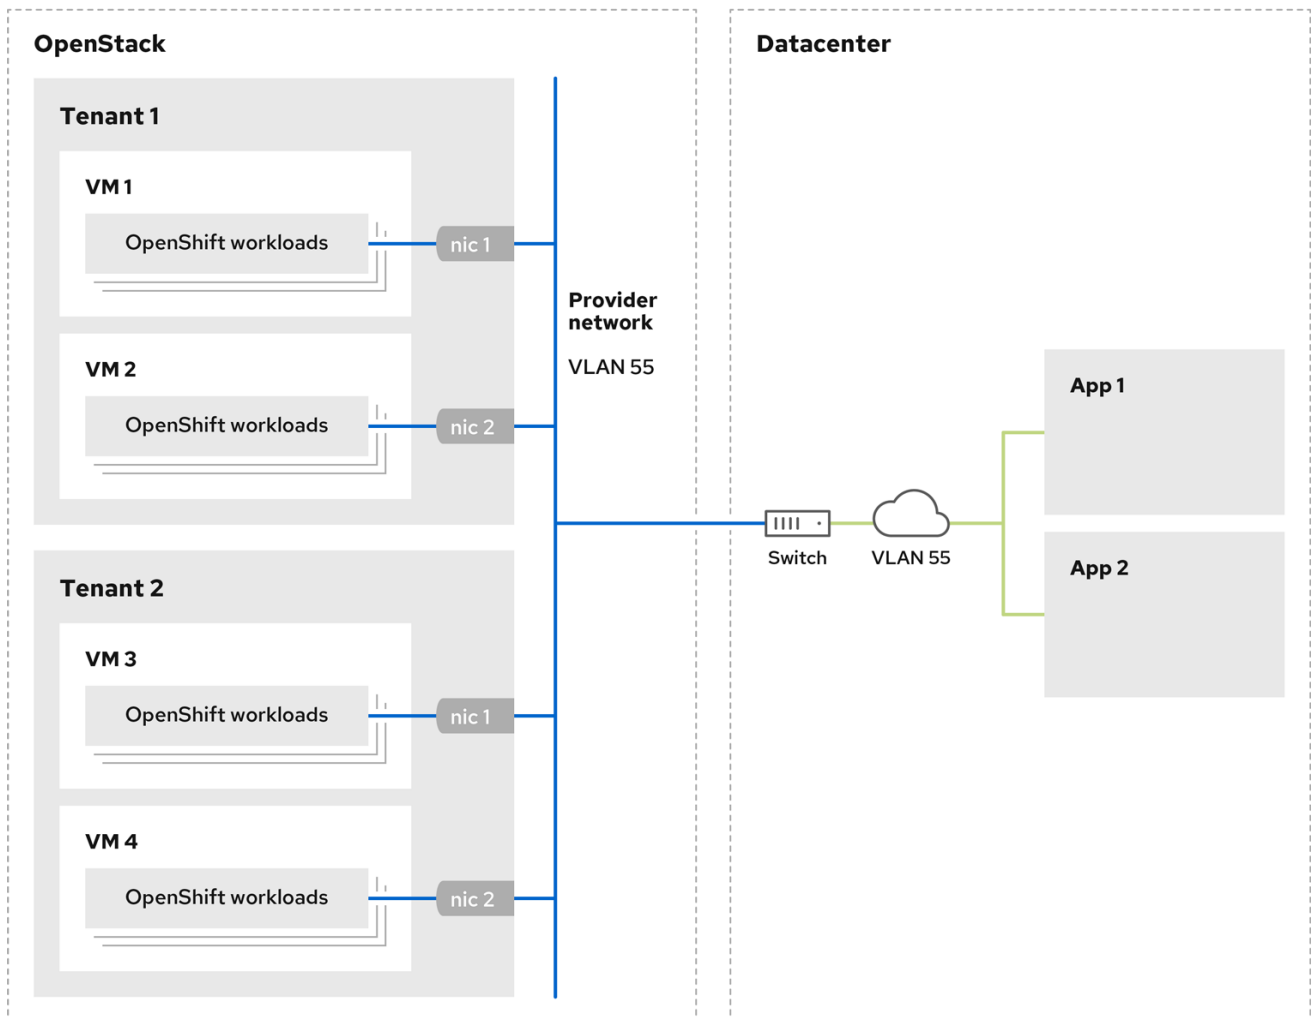 OpenStack
Tenant 1
VM 1
OpenShift workloads
nic 1
VM 2
OpenShift workloads
nic 2
Tenant 2
VM 3
OpenShift workloads
nic 1
VM 4
OpenShift workloads
nic 2
Provider
network
VLAN 55
Datacenter
Switch
VLAN 55
App 1
App 2